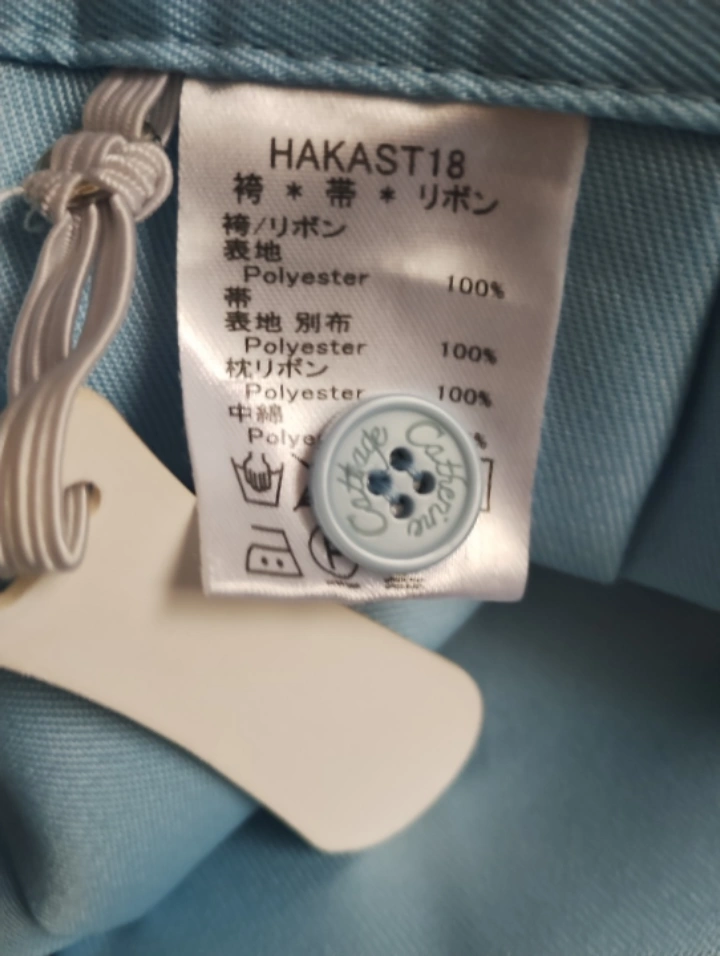 HAKAST18
袴 * 帯 * リボン
袴/リボン
表地
Polyester 100%
帯
表地 別布
Polyester 100%
枕リボン
Polyester 100%
中綿
Catherine
Cottage